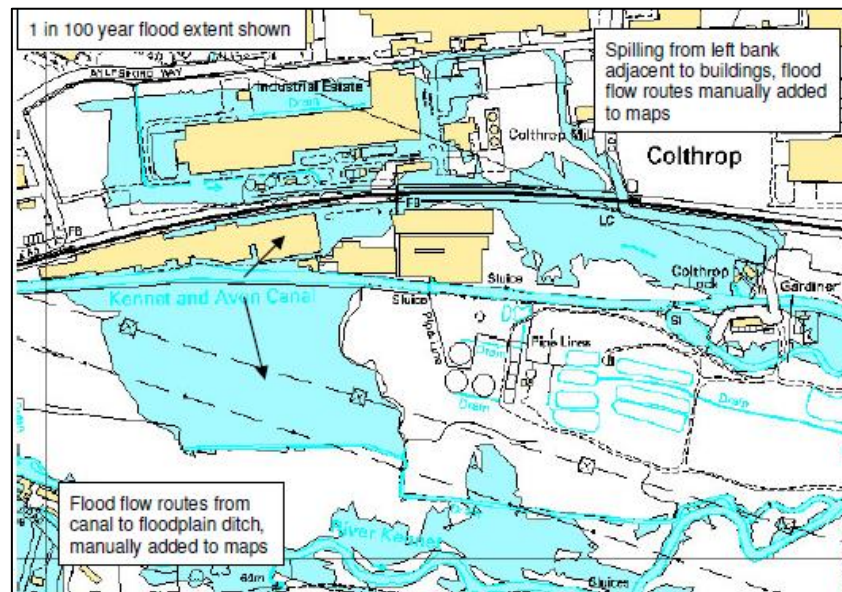 1 in 100 year flood extent shown
Spilling from left bank
adjacent to buildings, flood
flow routes manually added
to maps
Industrial Estate
Drain
Colthrop Mill
Colthrop
FB
FB
LC
Colthrop
Lock
Gardiner
Kennet and Avon Canal
Sluice
Sluice
Pipe Line
Pipe Lines
Drain
Drain
Drain
Flood flow routes from
canal to floodplain ditch,
manually added to maps
River Kennet
Sluices